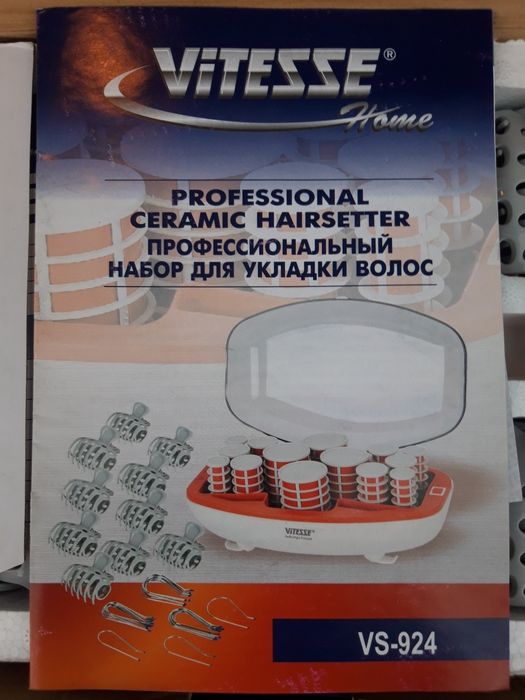 ViTESSE®
Home
PROFESSIONAL
CERAMIC HAIRSETTER
ПРОФЕССИОНАЛЬНЫЙ
НАБОР ДЛЯ УКЛАДКИ ВОЛОС
ViTESSE®
VS-924